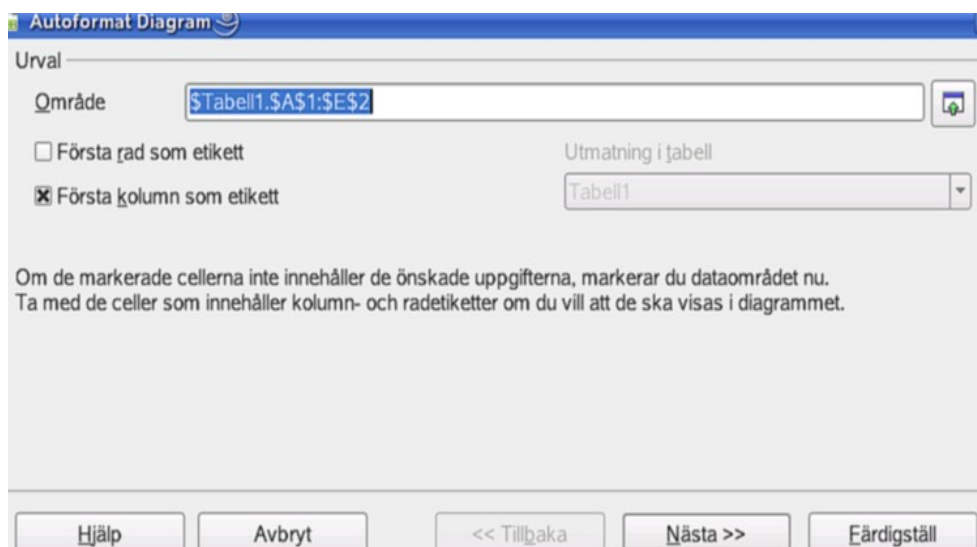 Autoformat Diagram
Urval
Område
$Tabell1.$A$1:$E$2
Första rad som etikett
Utmatning i tabell
Första kolumn som etikett
Tabell1
Om de markerade cellerna inte innehåller de önskade uppgifterna, markerar du dataområdet nu.
Ta med de celler som innehåller kolumn- och radetiketter om du vill att de ska visas i diagrammet.
Hjälp
Avbryt
<< Tillbaka
Nästa >>
Färdigställ